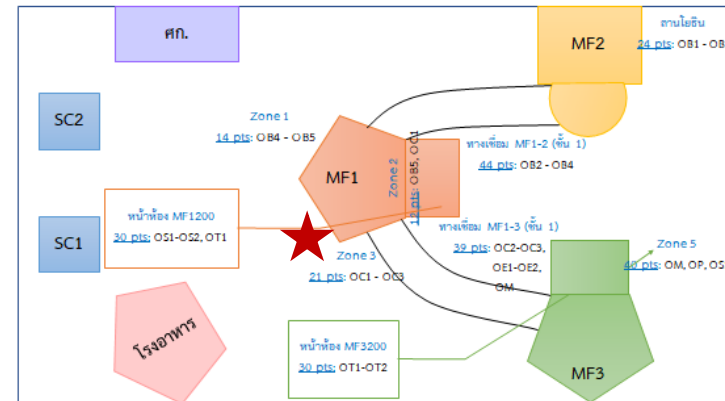 ศก.
ลานโยธิน
24 pts: OB1 - OB
MF2
SC2
Zone 1
14 pts: OB4 - OB5
MF1
Zone 2
12 pts: OB5, OC1
ทางเชื่อม MF1-2 (ชั้น 1)
44 pts: OB2 - OB4
หน้าห้อง MF1200
30 pts: OS1-OS2, OT1
SC1
ทางเชื่อม MF1-3 (ชั้น 1)
39 pts: OC2-OC3,
OE1-OE2,
OM
Zone 3
21 pts: OC1 - OC3
Zone 5
40 pts: OM, OP, OS
โรงอาหาร
หน้าห้อง MF3200
30 pts: OT1-OT2
MF3